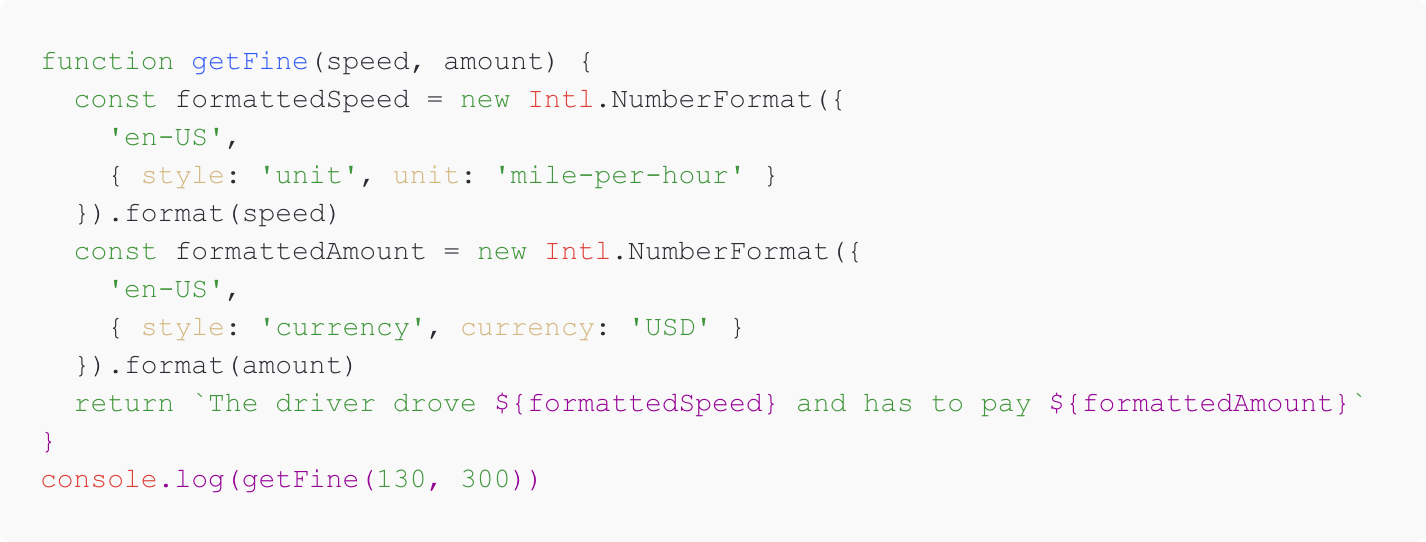 function getFine(speed, amount) {
  const formattedSpeed = new Intl.NumberFormat({
    'en-US',
    { style: 'unit', unit: 'mile-per-hour' }
  }).format(speed)
  const formattedAmount = new Intl.NumberFormat({
    'en-US',
    { style: 'currency', currency: 'USD' }
  }).format(amount)
  return `The driver drove ${formattedSpeed} and has to pay ${formattedAmount}`
}
console.log(getFine(130, 300))